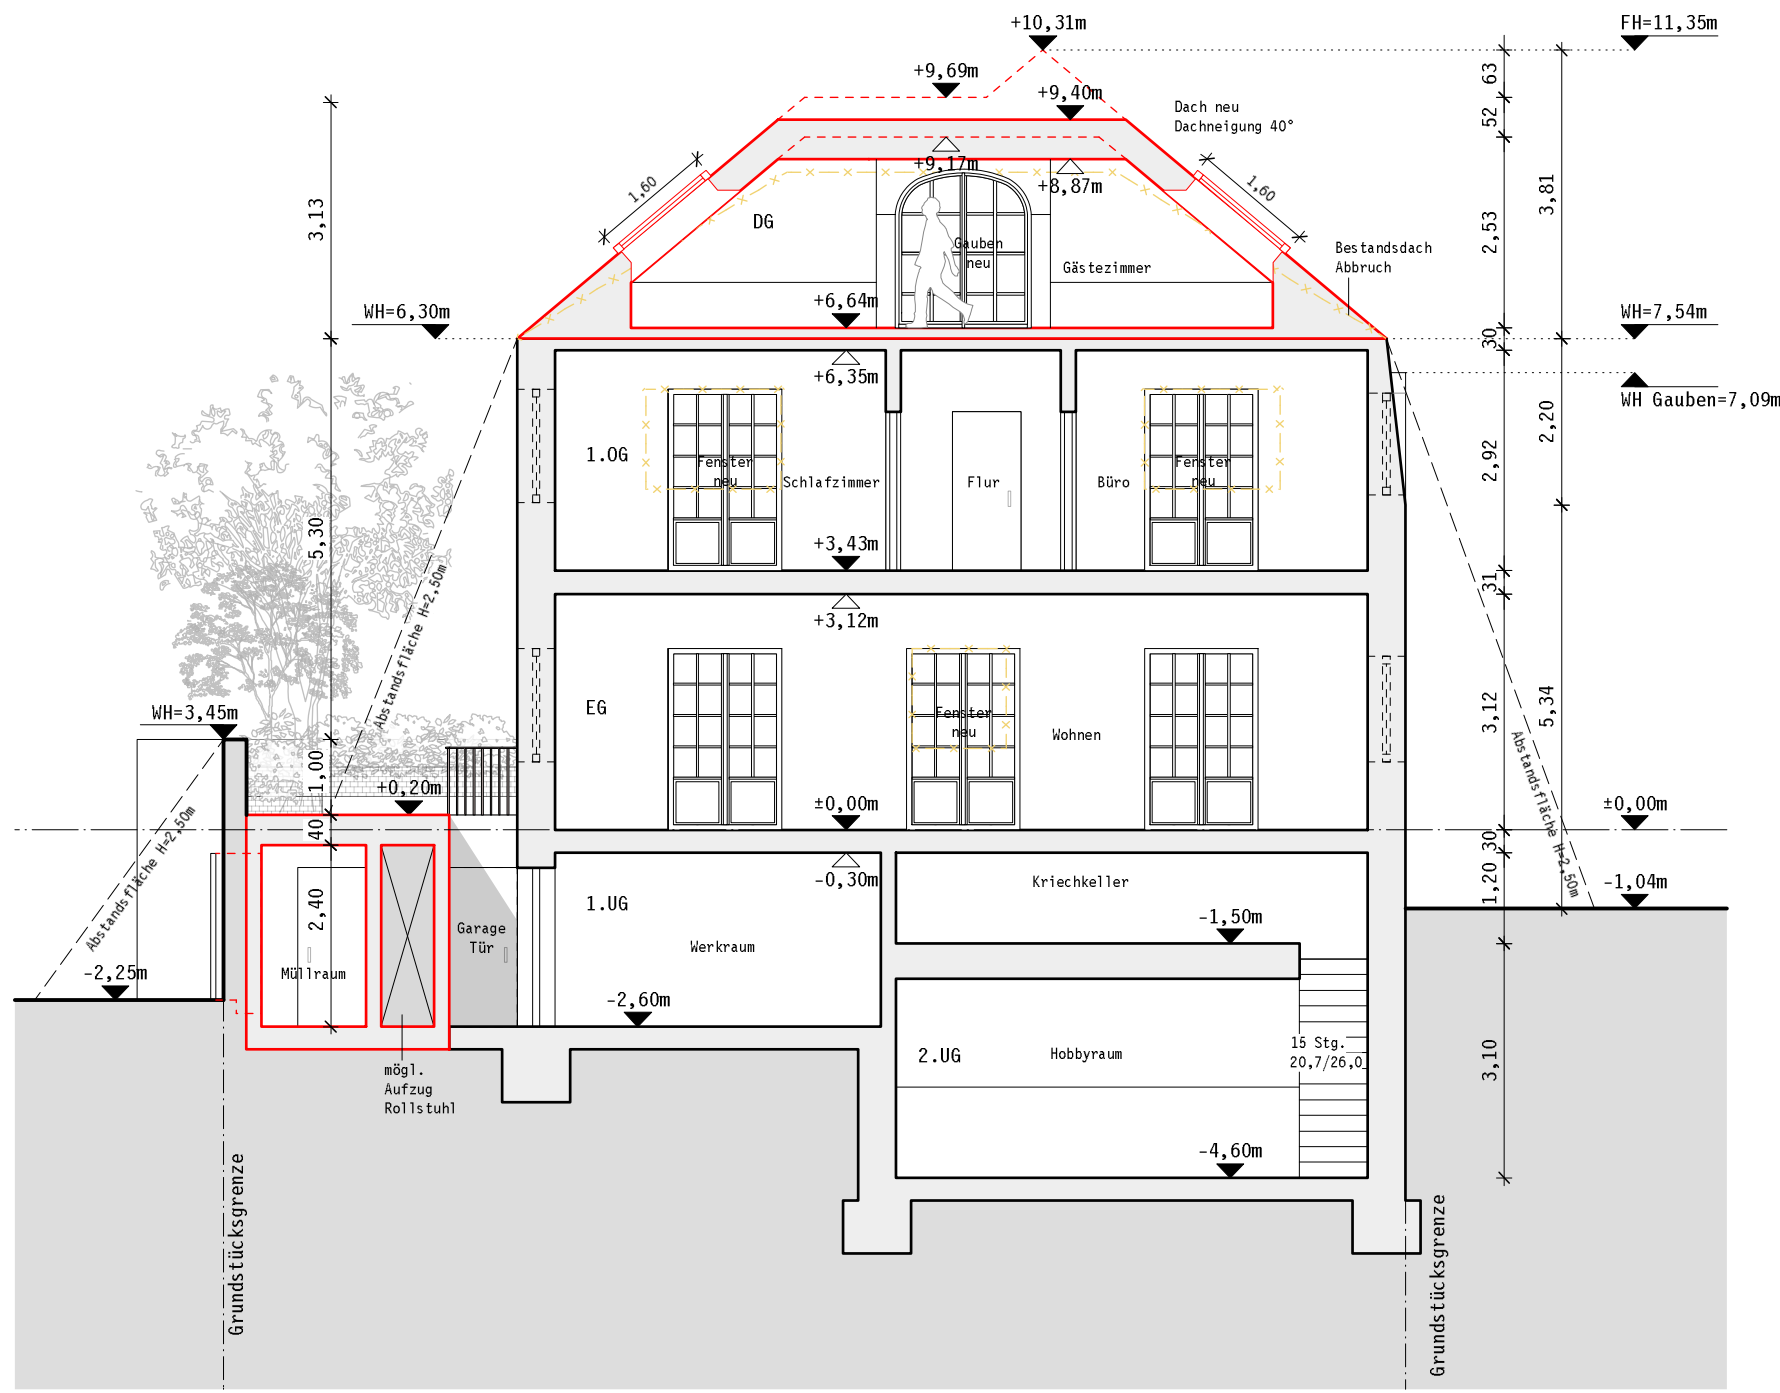 +10,31m
FH=11,35m
+9,69m
63
+9,40m
Dach neu
Dachneigung 40°
52
+9,17m
+8,87m
1,60
1,60
3,13
DG
3,81
2,53
Gauben
neu
Gästezimmer
Bestandsdach
Abbruch
+6,64m
WH=6,30m
WH=7,54m
30
+6,35m
WH Gauben=7,09m
2,20
1.OG
Fenster
neu
Schlafzimmer
Flur
Büro
Fenster
neu
2,92
5,30
+3,43m
31
Abstandsfläche H=2,50m
+3,12m
EG
WH=3,45m
Fenster
neu
Wohnen
3,12
5,34
1,00
+0,20m
±0,00m
±0,00m
Abstandsfläche H=2,50m
40
30
Abstandsfläche H=2,50m
-0,30m
Kriechkeller
1,20
-1,04m
1.UG
2,40
-1,50m
Garage
Tür
Werkraum
Müllraum
-2,25m
-2,60m
15 Stg.
20,7/26,0
2.UG
Hobbyraum
3,10
mögl.
Aufzug
Rollstuhl
-4,60m
Grundstücksgrenze
Grundstücksgrenze